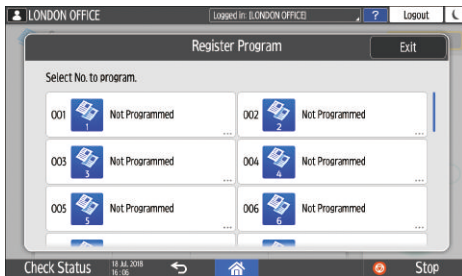 LONDON OFFICE Logged in: [LONDON OFFICE] ? Logout
Register Program Exit
Select No. to program.
001 1 Not Programmed ... 002 2 Not Programmed ...
003 3 Not Programmed ... 004 4 Not Programmed ...
005 5 Not Programmed ... 006 6 Not Programmed ...
Check Status 18 Jul. 2018 Stop
16:06